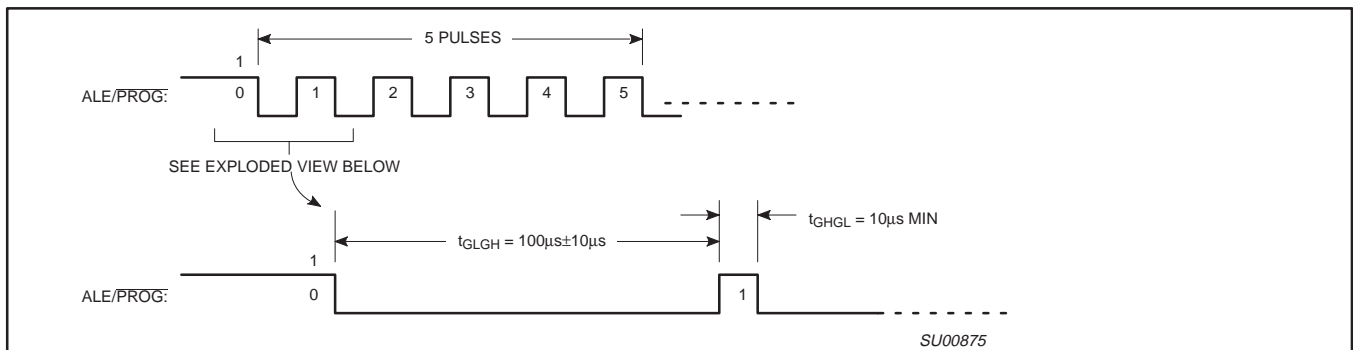 5 PULSES
1
ALE/PROG:
0 1 2 3 4 5
SEE EXPLODED VIEW BELOW
tGHGL = 10µs MIN
tGLGH = 100µs±10µs
1
ALE/PROG:
0 1
SU00875